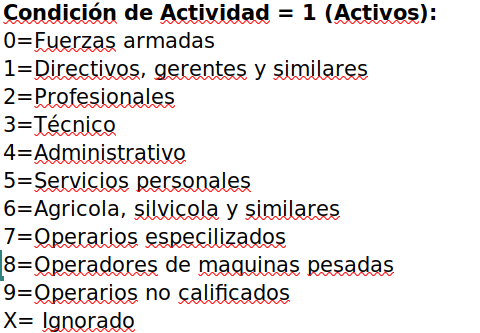 Condición de Actividad = 1 (Activos):
0=Fuerzas armadas
1=Directivos, gerentes y similares
2=Profesionales
3=Técnico
4=Administrativo
5=Servicios personales
6=Agricola, silvicola y similares
7=Operarios especilizados
8=Operadores de maquinas pesadas
9=Operarios no calificados
X= Ignorado